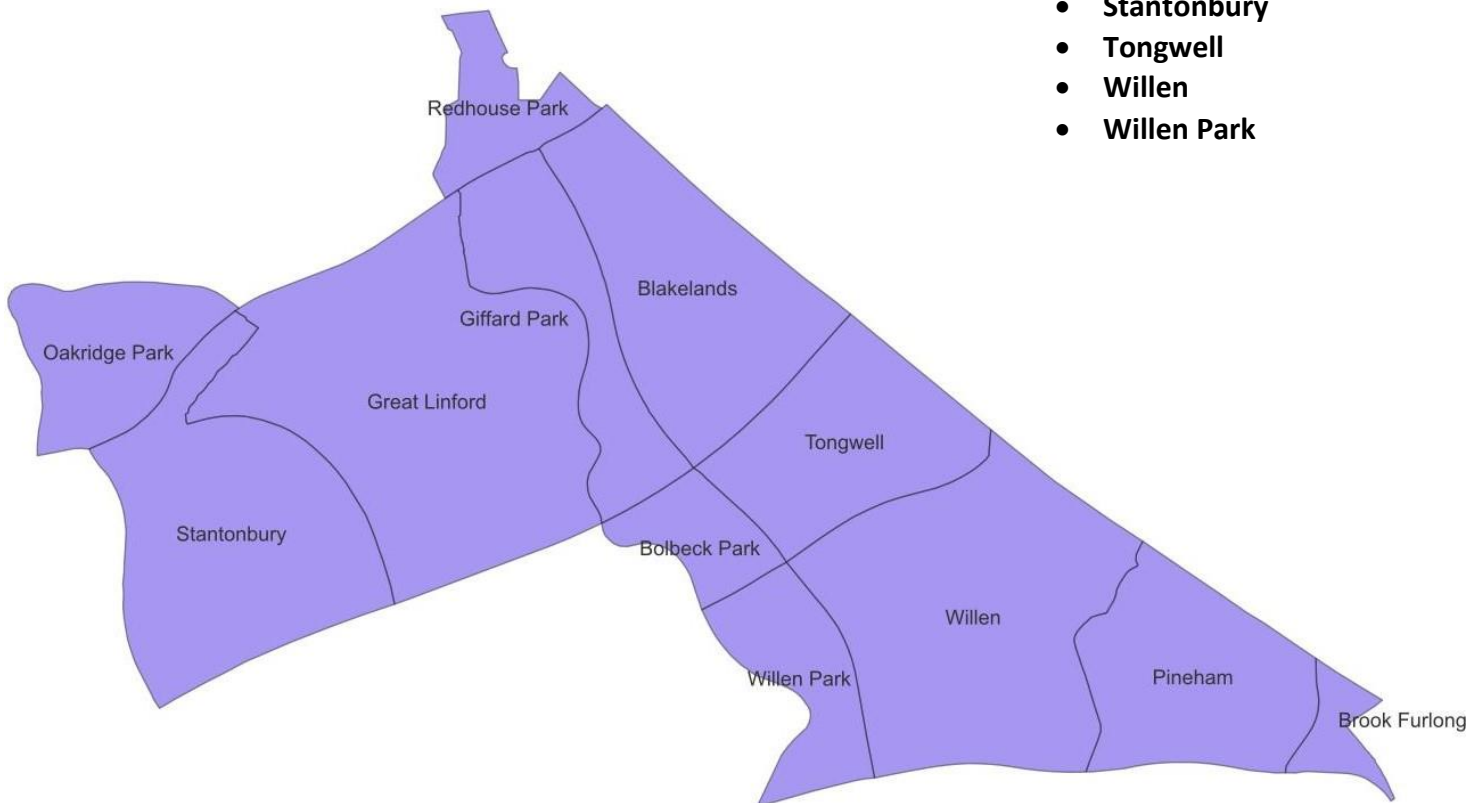 • Stantonbury
• Tongwell
• Willen
• Willen Park
Redhouse Park
Blakelands
Giffard Park
Oakridge Park
Great Linford
Tongwell
Stantonbury
Bolbeck Park
Willen
Willen Park
Pineham
Brook Furlong